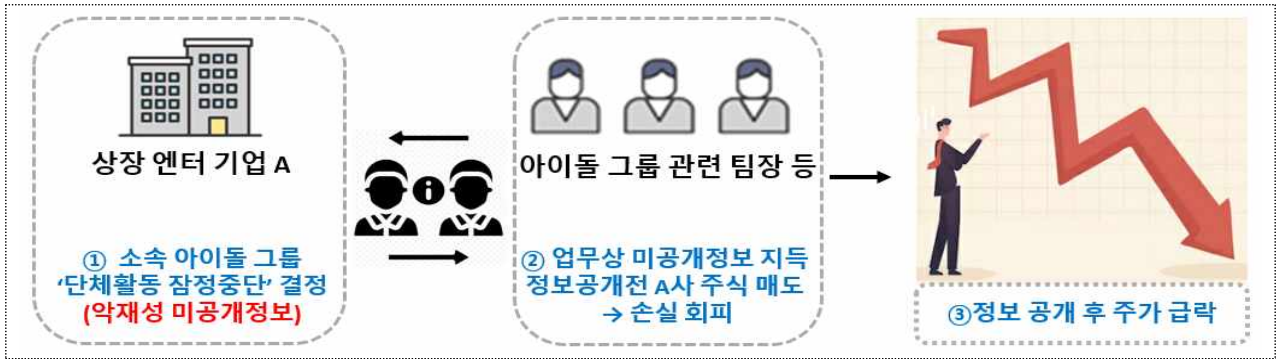 상장 엔터 기업 A
① 소속 아이돌 그룹
‘단체활동 잠정중단’ 결정
(악재성 미공개정보)
아이돌 그룹 관련 팀장 등
② 업무상 미공개정보 지득
정보공개전 A사 주식 매도
→ 손실 회피
③정보 공개 후 주가 급락